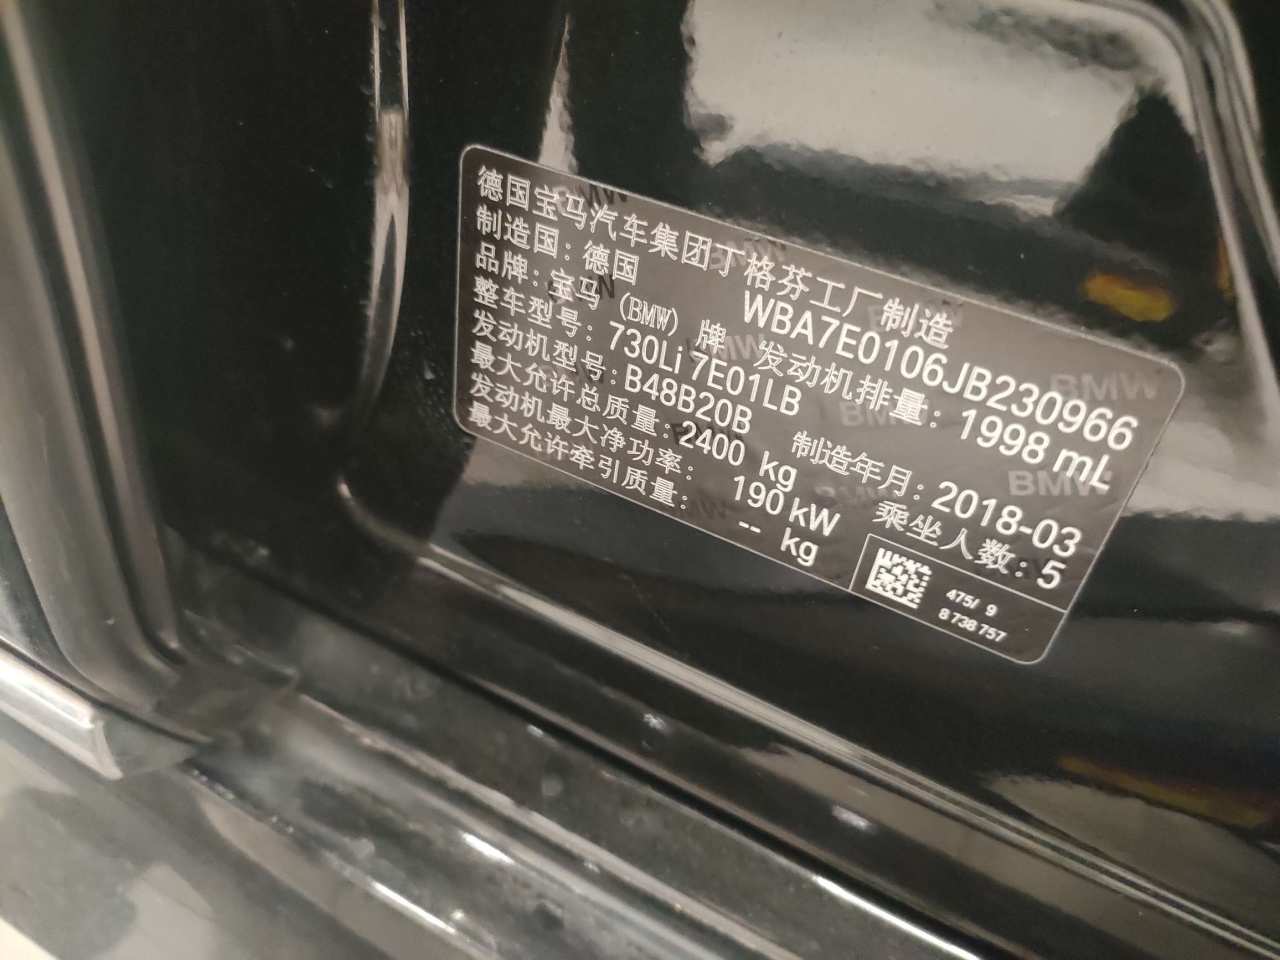 德国宝马汽车集团丁格芬工厂制造
制造国：德国 WBA7E0106JB230966
品牌：宝马（BMW）牌 发动机排量：1998 mL
整车型号：730Li 7E01LB
发动机型号：B48B20B 制造年月：2018-03
最大允许总质量：2400 kg
发动机最大净功率：190 kW 乘坐人数：5
最大允许牵引质量：-- kg
475/ 9
8 738 757